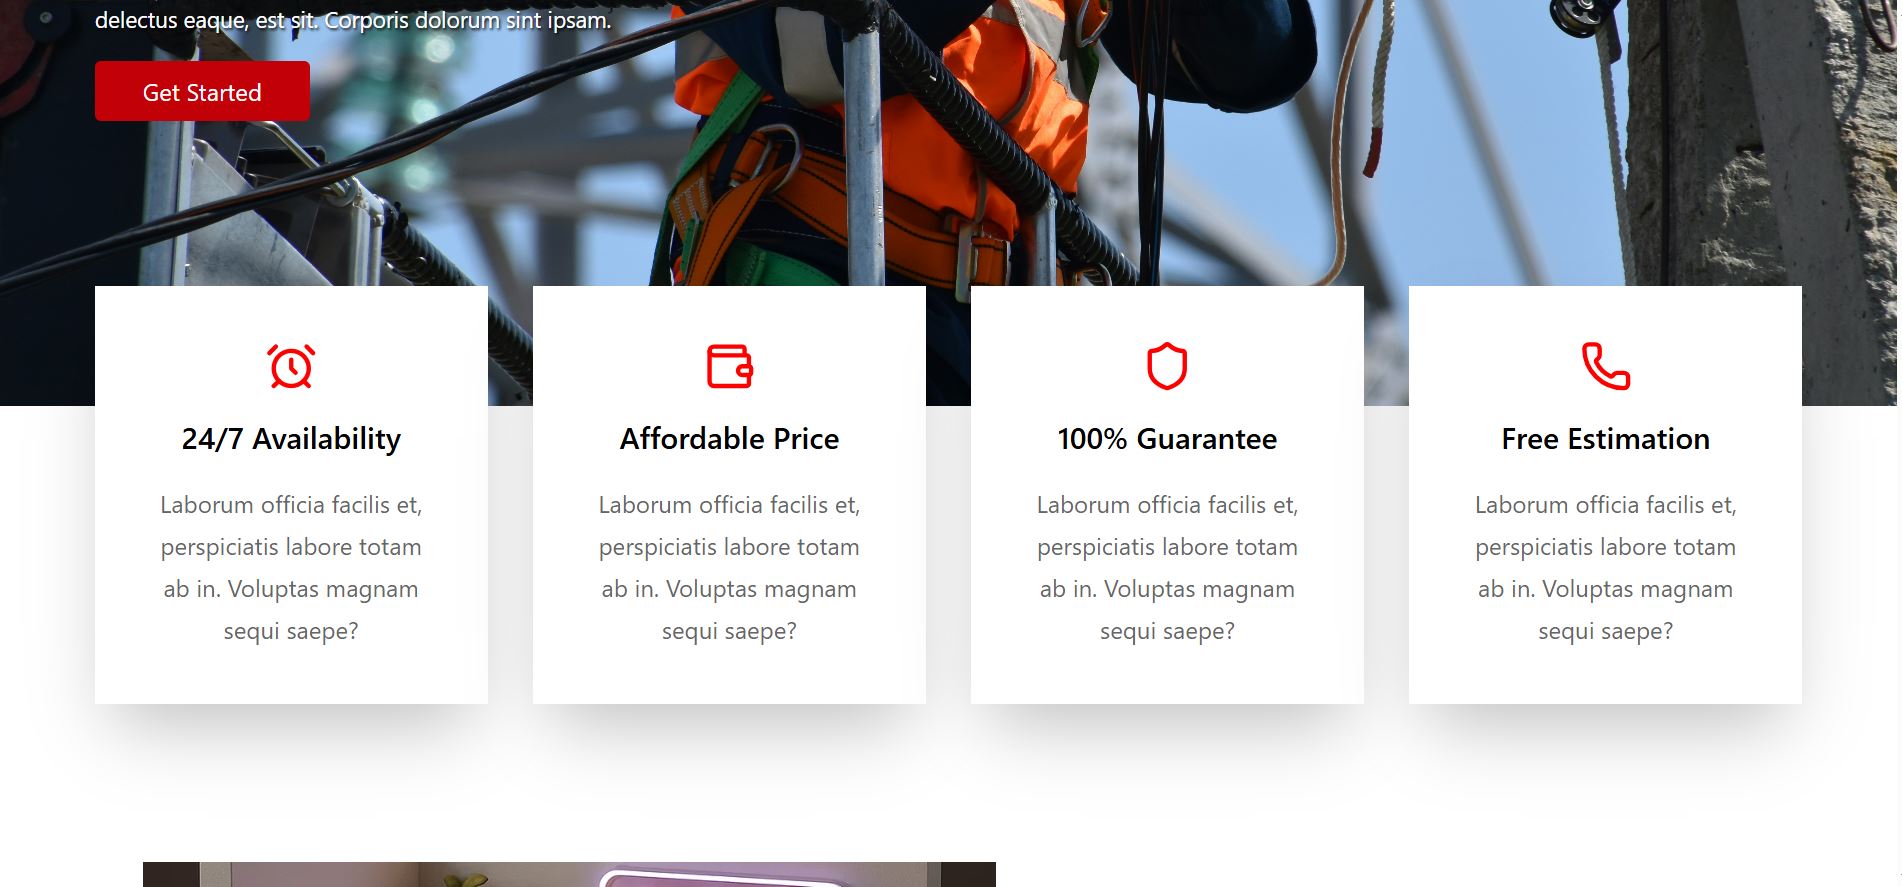 delectus eaque, est sit. Corporis dolorum sint ipsam.
Get Started
24/7 Availability
Laborum officia facilis et,
perspiciatis labore totam
ab in. Voluptas magnam
sequi saepe?
Affordable Price
Laborum officia facilis et,
perspiciatis labore totam
ab in. Voluptas magnam
sequi saepe?
100% Guarantee
Laborum officia facilis et,
perspiciatis labore totam
ab in. Voluptas magnam
sequi saepe?
Free Estimation
Laborum officia facilis et,
perspiciatis labore totam
ab in. Voluptas magnam
sequi saepe?